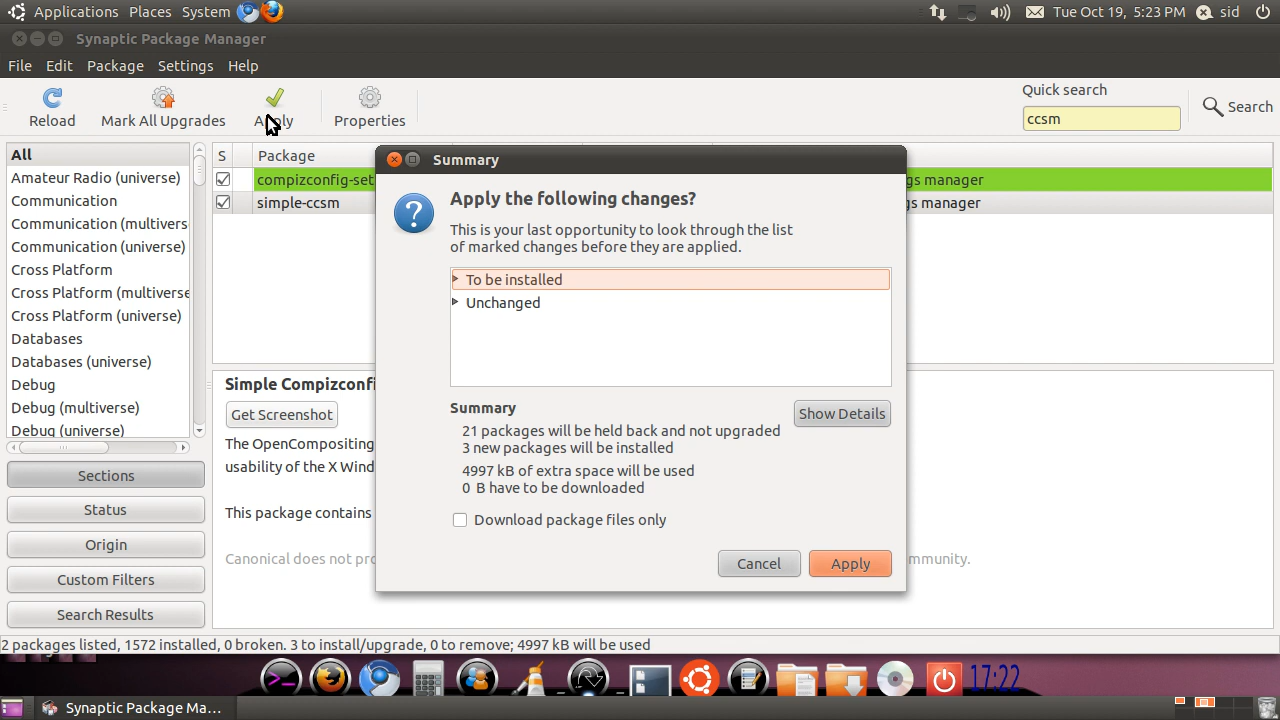 Applications Places System Tue Oct 19, 5:23 PM sid
Synaptic Package Manager
File Edit Package Settings Help
Reload Mark All Upgrades Apply Properties
Quick search
ccsm
Search
All
Amateur Radio (universe)
Communication
Communication (multivers
Communication (universe)
Cross Platform
Cross Platform (multiverse
Cross Platform (universe)
Databases
Databases (universe)
Debug
Debug (multiverse)
Debug (universe)
Sections
Status
Origin
Custom Filters
Search Results
S Package
compizconfig-set
gs manager
simple-ccsm
gs manager
Simple Compizconfi
Get Screenshot
The OpenCompositing
usability of the X Wind
This package contains
Canonical does not pro
mmunity.
Summary
Apply the following changes?
This is your last opportunity to look through the list
of marked changes before they are applied.
To be installed
Unchanged
Summary
Show Details
21 packages will be held back and not upgraded
3 new packages will be installed
4997 kB of extra space will be used
0 B have to be downloaded
Download package files only
Cancel Apply
2 packages listed, 1572 installed, 0 broken. 3 to install/upgrade, 0 to remove; 4997 kB will be used
17:22
Synaptic Package Ma...